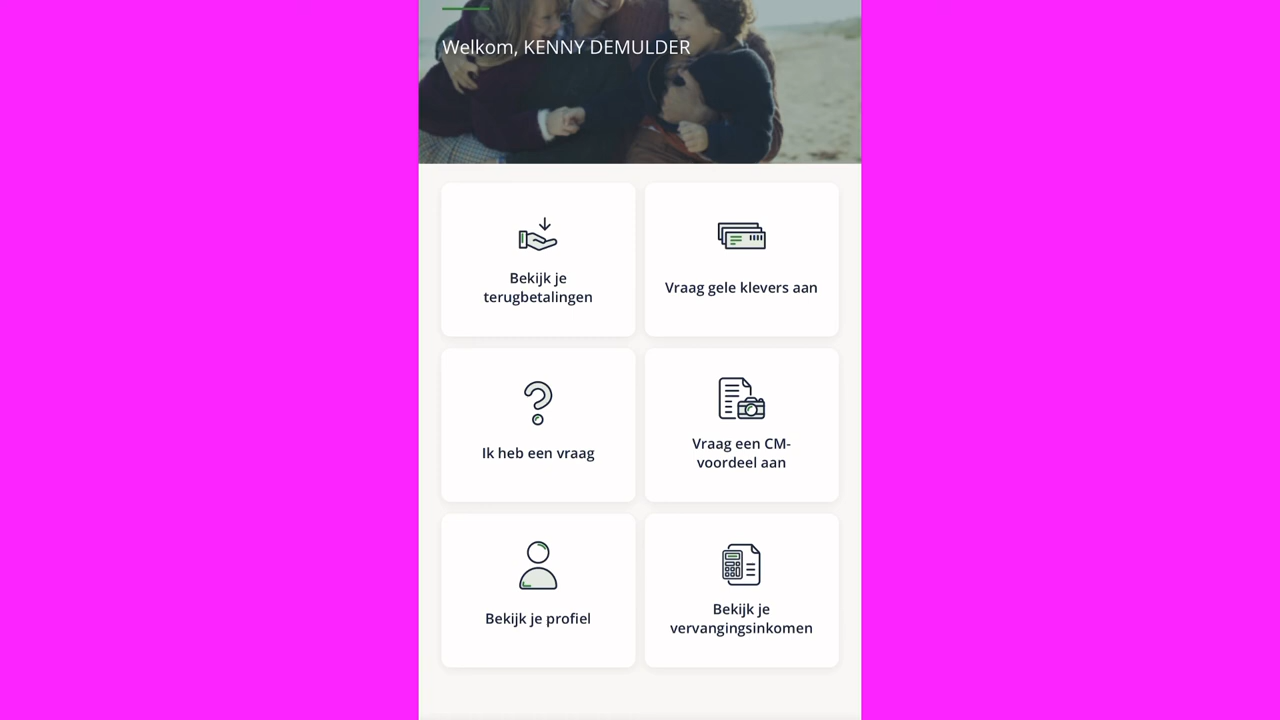 Welkom, KENNY DEMULDER
Bekijk je
terugbetalingen
Vraag gele klevers aan
Ik heb een vraag
Vraag een CM-
voordeel aan
Bekijk je profiel
Bekijk je
vervangingsinkomen